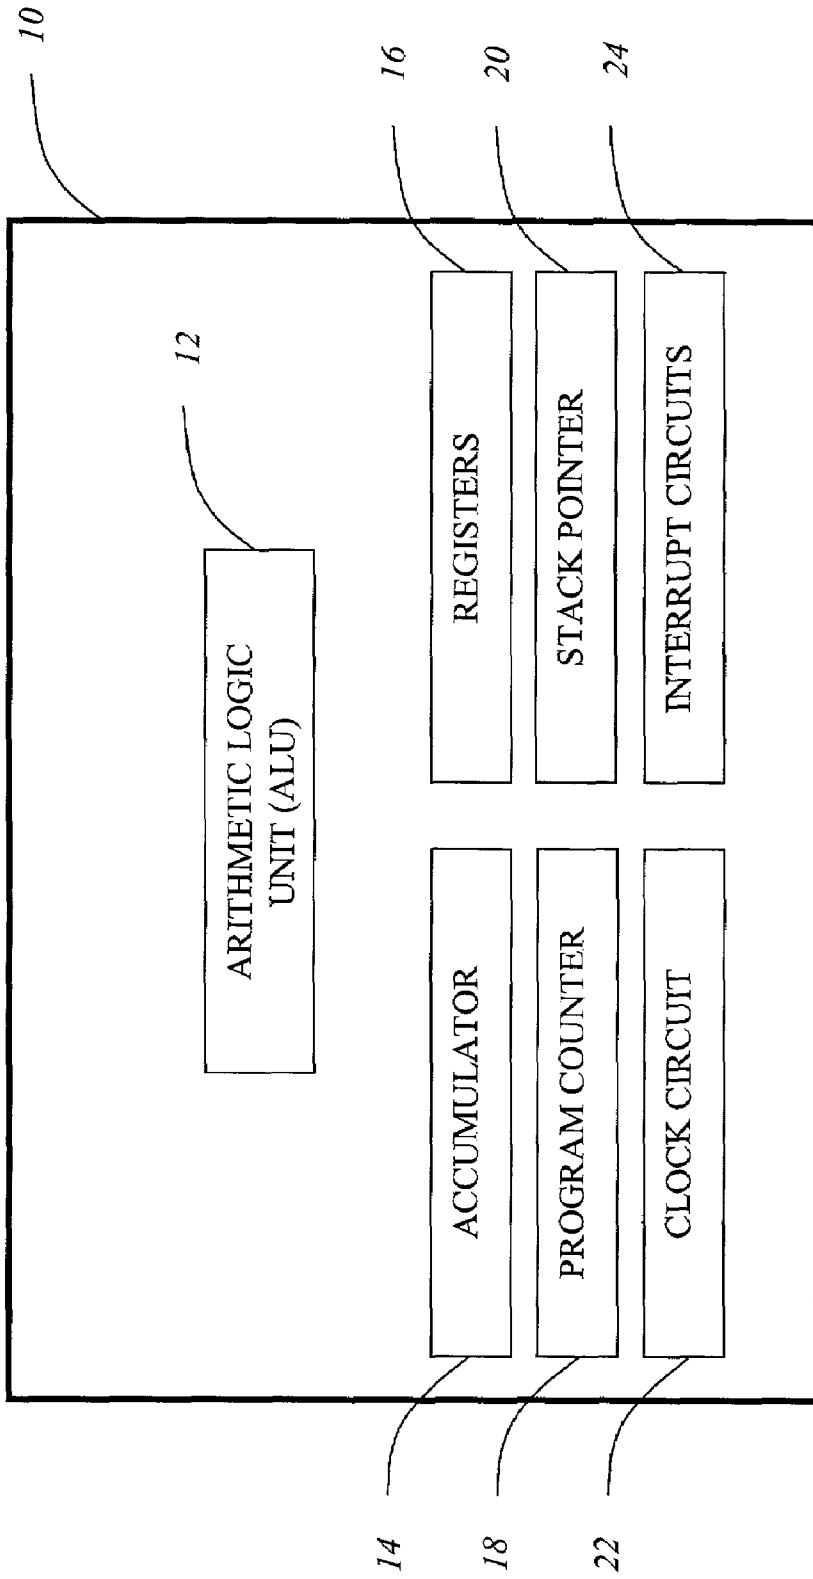 10
12
ARITHMETIC LOGIC
UNIT (ALU)
14
ACCUMULATOR
REGISTERS
16
18
PROGRAM COUNTER
STACK POINTER
20
22
CLOCK CIRCUIT
INTERRUPT CIRCUITS
24